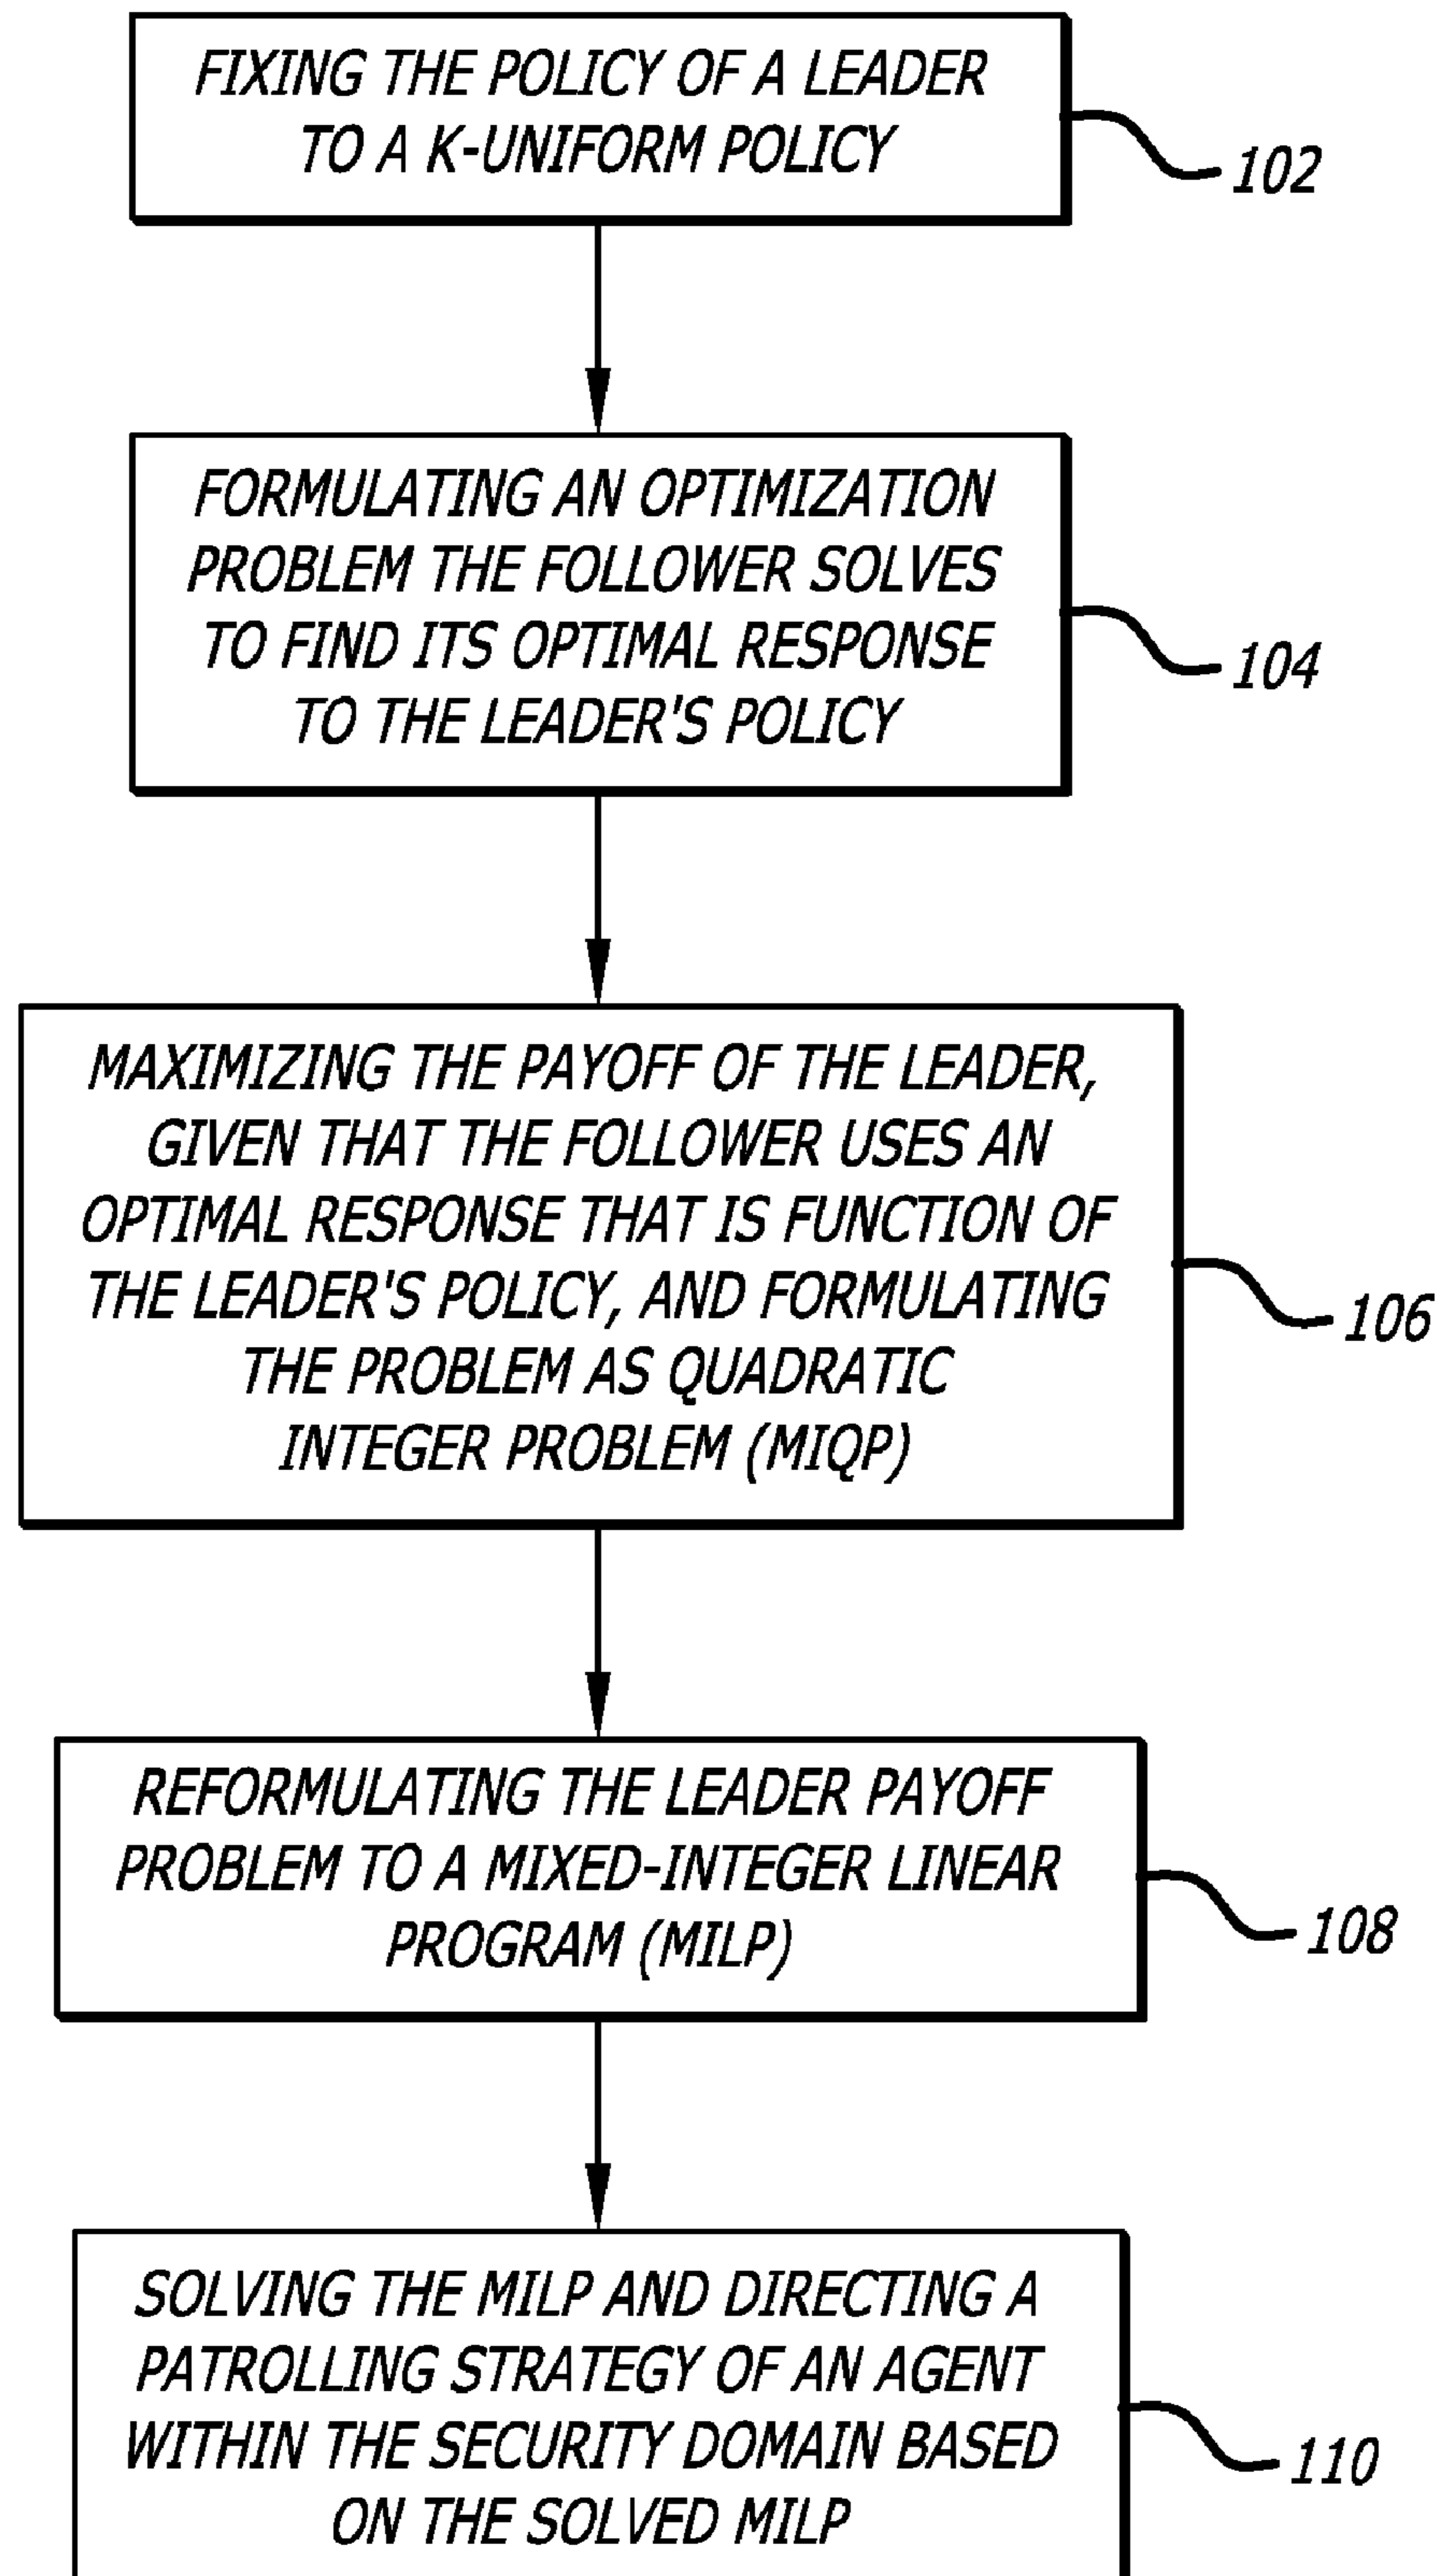 FIXING THE POLICY OF A LEADER
TO A K-UNIFORM POLICY
102
FORMULATING AN OPTIMIZATION
PROBLEM THE FOLLOWER SOLVES
TO FIND ITS OPTIMAL RESPONSE
TO THE LEADER'S POLICY
104
MAXIMIZING THE PAYOFF OF THE LEADER,
GIVEN THAT THE FOLLOWER USES AN
OPTIMAL RESPONSE THAT IS FUNCTION OF
THE LEADER'S POLICY, AND FORMULATING
THE PROBLEM AS QUADRATIC
INTEGER PROBLEM (MIQP)
106
REFORMULATING THE LEADER PAYOFF
PROBLEM TO A MIXED-INTEGER LINEAR
PROGRAM (MILP)
108
SOLVING THE MILP AND DIRECTING A
PATROLLING STRATEGY OF AN AGENT
WITHIN THE SECURITY DOMAIN BASED
ON THE SOLVED MILP
110